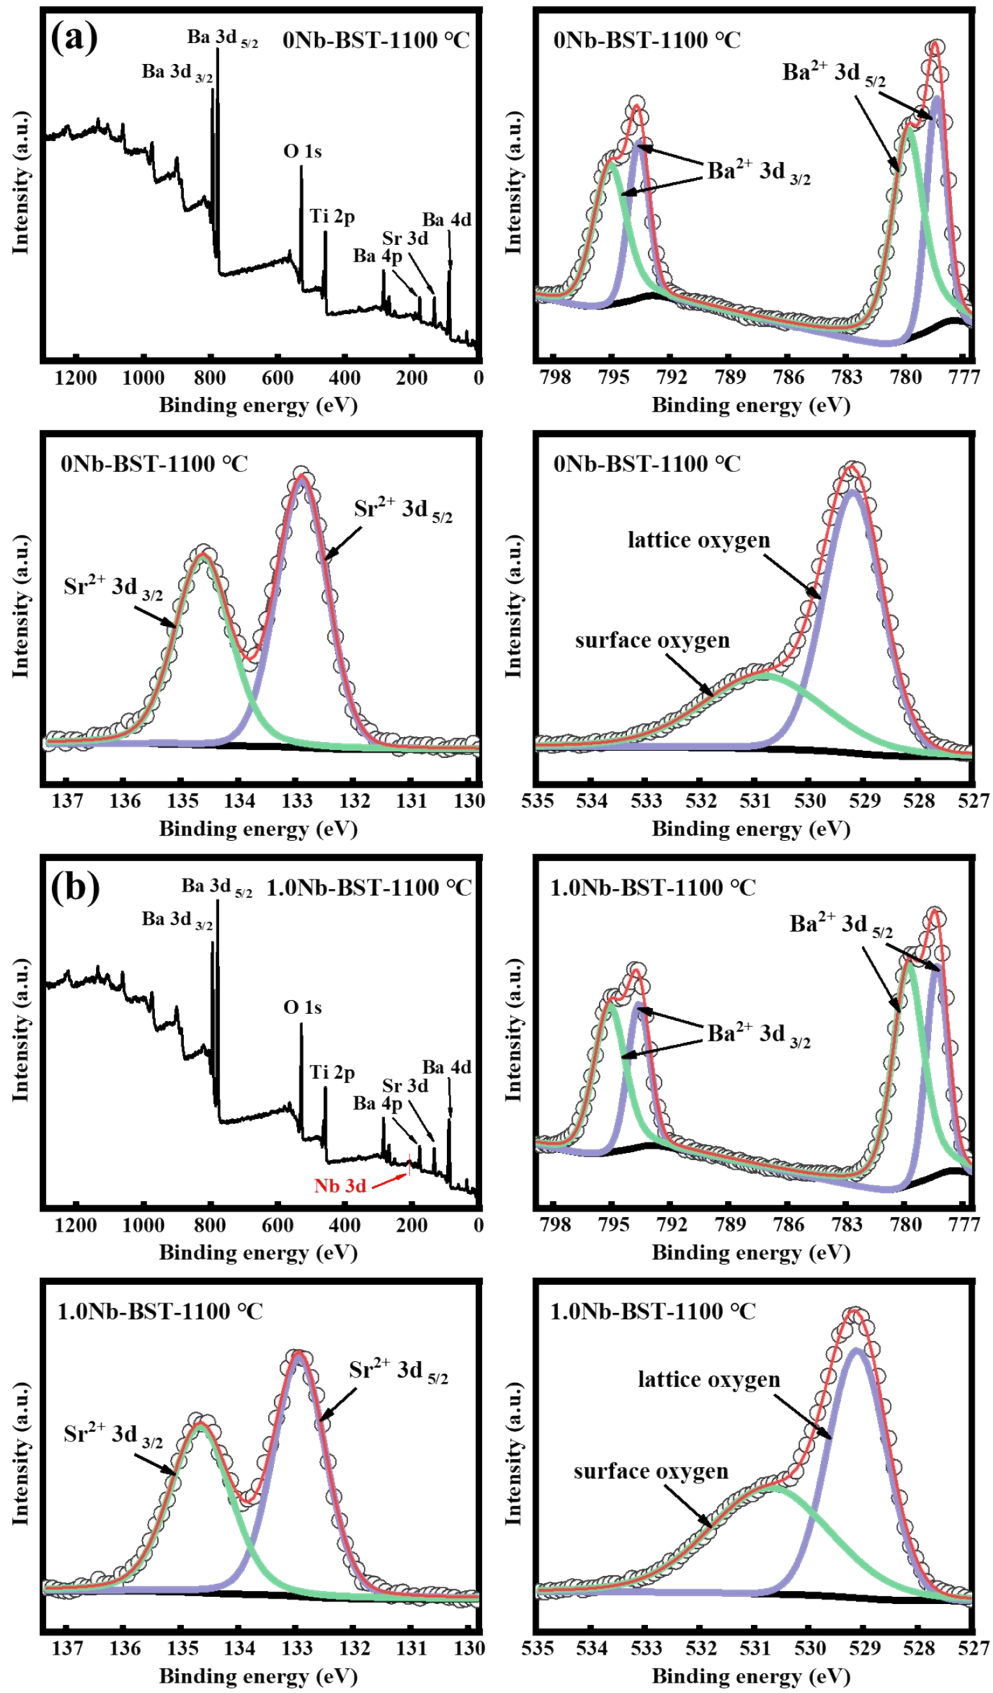 (a)
0Nb-BST-1100 °C
Ba 3d 5/2
Ba 3d 3/2
O 1s
Ti 2p
Ba 4d
Sr 3d
Ba 4p
Intensity (a.u.)
1200 1000 800 600 400 200 0
Binding energy (eV)
0Nb-BST-1100 °C
Ba2+ 3d 5/2
Ba2+ 3d 3/2
Intensity (a.u.)
798 795 792 789 786 783 780 777
Binding energy (eV)
0Nb-BST-1100 °C
Sr2+ 3d 5/2
Sr2+ 3d 3/2
Intensity (a.u.)
137 136 135 134 133 132 131 130
Binding energy (eV)
0Nb-BST-1100 °C
lattice oxygen
surface oxygen
Intensity (a.u.)
535 534 533 532 531 530 529 528 527
Binding energy (eV)
(b)
Ba 3d 5/2
1.0Nb-BST-1100 °C
Ba 3d 3/2
O 1s
Ti 2p
Ba 4d
Sr 3d
Ba 4p
Nb 3d
Intensity (a.u.)
1200 1000 800 600 400 200 0
Binding energy (eV)
1.0Nb-BST-1100 °C
Ba2+ 3d 5/2
Ba2+ 3d 3/2
Intensity (a.u.)
798 795 792 789 786 783 780 777
Binding energy (eV)
1.0Nb-BST-1100 °C
Sr2+ 3d 5/2
Sr2+ 3d 3/2
Intensity (a.u.)
137 136 135 134 133 132 131 130
Binding energy (eV)
1.0Nb-BST-1100 °C
lattice oxygen
surface oxygen
Intensity (a.u.)
535 534 533 532 531 530 529 528 527
Binding energy (eV)